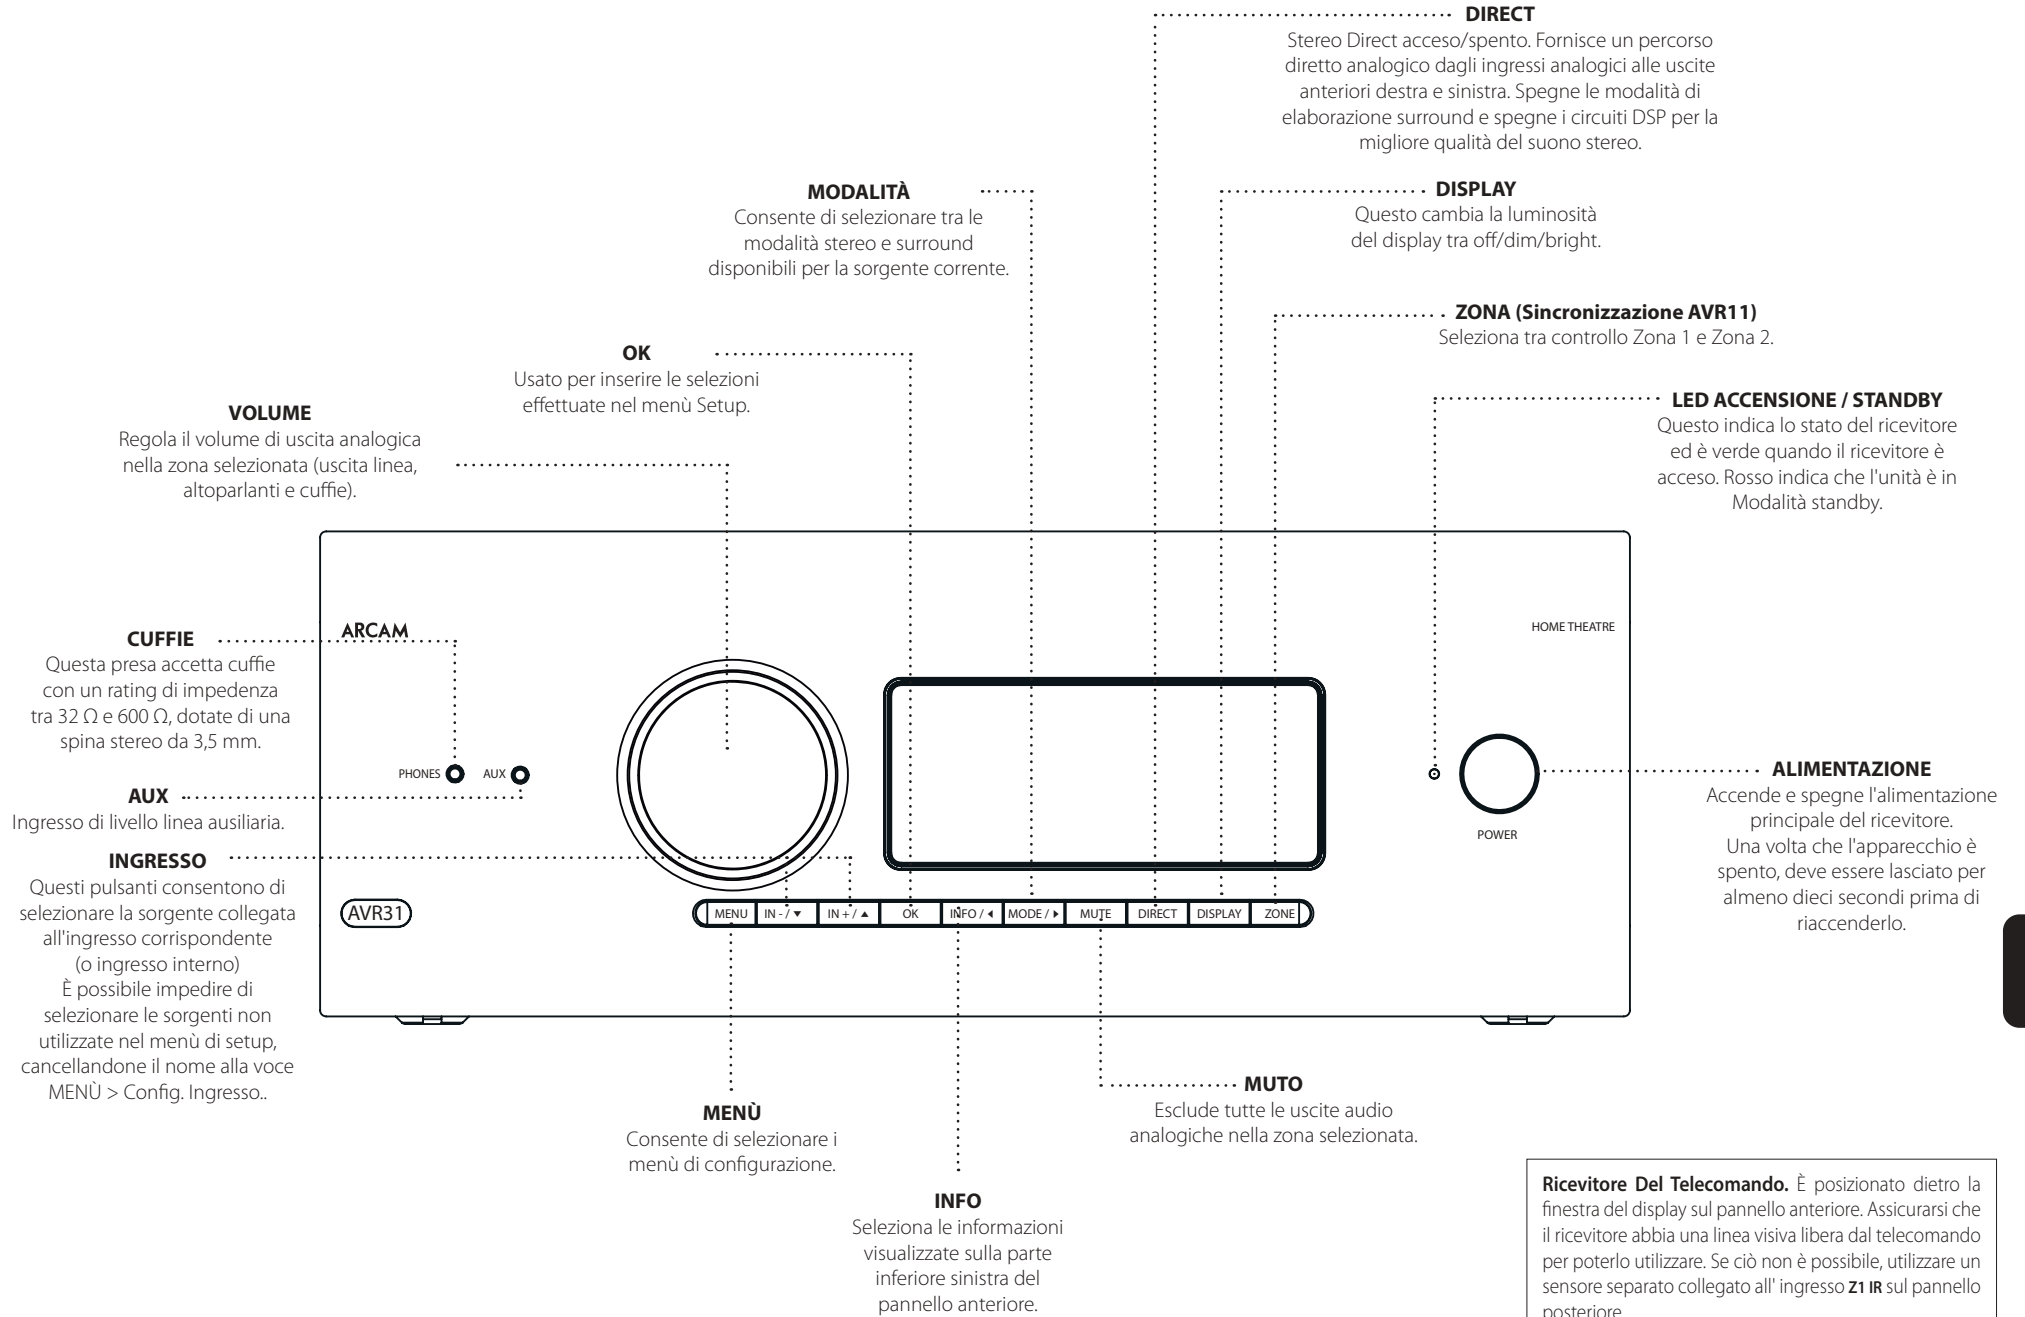 DIRECT
Stereo Direct acceso/spento. Fornisce un percorso
diretto analogico dagli ingressi analogici alle uscite
anteriori destra e sinistra. Spegne le modalità di
elaborazione surround e spegne i circuiti DSP per la
migliore qualità del suono stereo.
MODALITÀ
Consente di selezionare tra le
modalità stereo e surround
disponibili per la sorgente corrente.
DISPLAY
Questo cambia la luminosità
del display tra off/dim/bright.
ZONA (Sincronizzazione AVR11)
Seleziona tra controllo Zona 1 e Zona 2.
OK
Usato per inserire le selezioni
effettuate nel menù Setup.
VOLUME
Regola il volume di uscita analogica
nella zona selezionata (uscita linea,
altoparlanti e cuffie).
LED ACCENSIONE / STANDBY
Questo indica lo stato del ricevitore
ed è verde quando il ricevitore è
acceso. Rosso indica che l'unità è in
Modalità standby.
ARCAM
HOME THEATRE
CUFFIE
Questa presa accetta cuffie
con un rating di impedenza
tra 32 Ω e 600 Ω, dotate di una
spina stereo da 3,5 mm.
PHONES
AUX
POWER
AUX
Ingresso di livello linea ausiliaria.
ALIMENTAZIONE
Accende e spegne l'alimentazione
principale del ricevitore.
Una volta che l'apparecchio è
spento, deve essere lasciato per
almeno dieci secondi prima di
riaccenderlo.
INGRESSO
Questi pulsanti consentono di
selezionare la sorgente collegata
all'ingresso corrispondente
(o ingresso interno)
È possibile impedire di
selezionare le sorgenti non
utilizzate nel menù di setup,
cancellandone il nome alla voce
MENÙ > Config. Ingresso..
AVR31
MENU IN - / ▼ IN + / ▲ OK INFO / ◀ MODE / ▶ MUTE DIRECT DISPLAY ZONE
MENÙ
Consente di selezionare i
menù di configurazione.
MUTO
Esclude tutte le uscite audio
analogiche nella zona selezionata.
INFO
Seleziona le informazioni
visualizzate sulla parte
inferiore sinistra del
pannello anteriore.
Ricevitore Del Telecomando. È posizionato dietro la
finestra del display sul pannello anteriore. Assicurarsi che
il ricevitore abbia una linea visiva libera dal telecomando
per poterlo utilizzare. Se ciò non è possibile, utilizzare un
sensore separato collegato all' ingresso Z1 IR sul pannello
posteriore